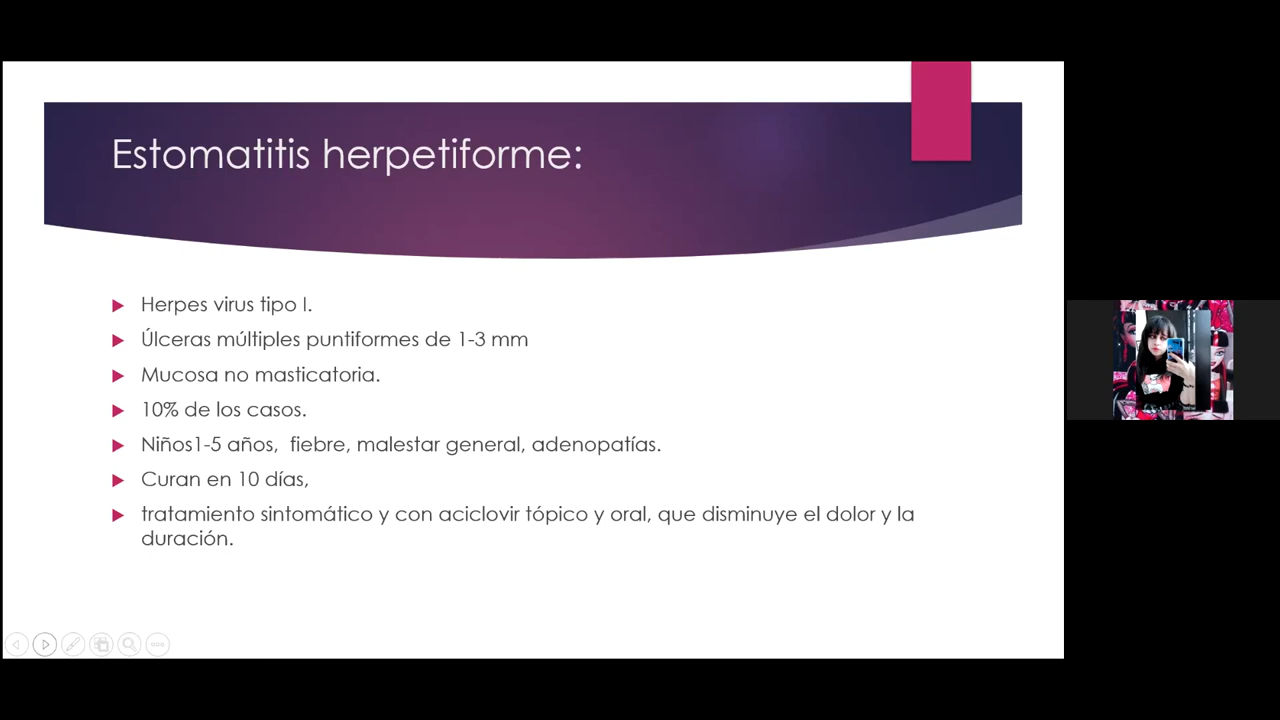 Estomatitis herpetiforme:
Herpes virus tipo I.
Úlceras múltiples puntiformes de 1-3 mm
Mucosa no masticatoria.
10% de los casos.
Niños1-5 años,  fiebre, malestar general, adenopatías.
Curan en 10 días,
tratamiento sintomático y con aciclovir tópico y oral, que disminuye el dolor y la
duración.